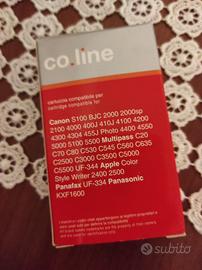 co.line
cartuccia compatibile per
cartridge compatible for:
Canon S100 BJC 2000 2000sp
2100 4000 400J 410J 4100 4200
4300 4304 455J Photo 4400 4550
5000 5100 5500 Multipass C20
C70 C80 C530 C545 C560 C635
C2500 C3000 C3500 C5000
C5500 UF-344 Apple Color
Style Writer 2400 2500
Panafax UF-334 Panasonic
KXF1600
subito